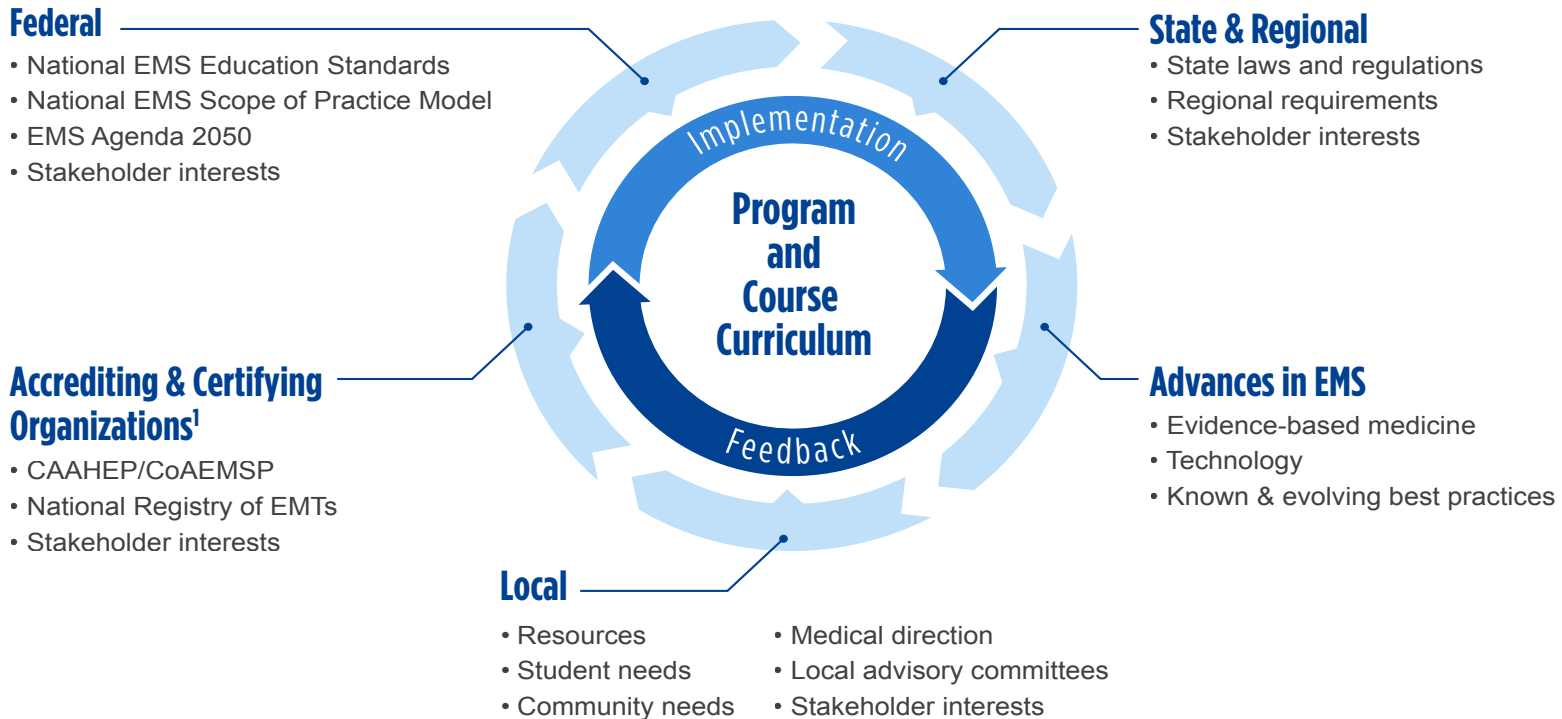 Federal
• National EMS Education Standards
• National EMS Scope of Practice Model
• EMS Agenda 2050
• Stakeholder interests
State & Regional
• State laws and regulations
• Regional requirements
• Stakeholder interests
Implementation
Program
and
Course
Curriculum
Feedback
Accrediting & Certifying
Organizations¹
• CAAHEP/CoAEMSP
• National Registry of EMTs
• Stakeholder interests
Advances in EMS
• Evidence-based medicine
• Technology
• Known & evolving best practices
Local
• Resources
• Student needs
• Community needs
• Medical direction
• Local advisory committees
• Stakeholder interests